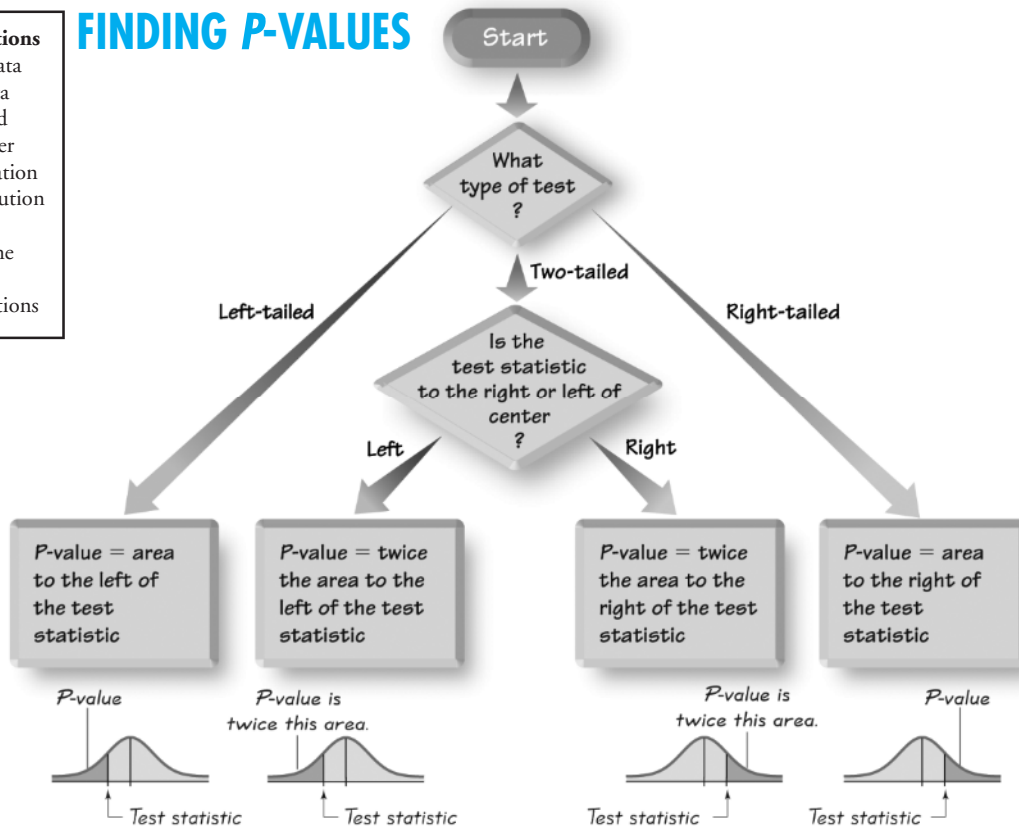 FINDING P-VALUES
Start
What
type of test
?
Left-tailed
Two-tailed
Right-tailed
Is the
test statistic
to the right or left of
center
?
Left
Right
P-value = area
to the left of
the test
statistic
P-value = twice
the area to the
left of the test
statistic
P-value = twice
the area to the
right of the test
statistic
P-value = area
to the right of
the test
statistic
P-value
P-value is
twice this area.
P-value is
twice this area.
P-value
Test statistic
Test statistic
Test statistic
Test statistic